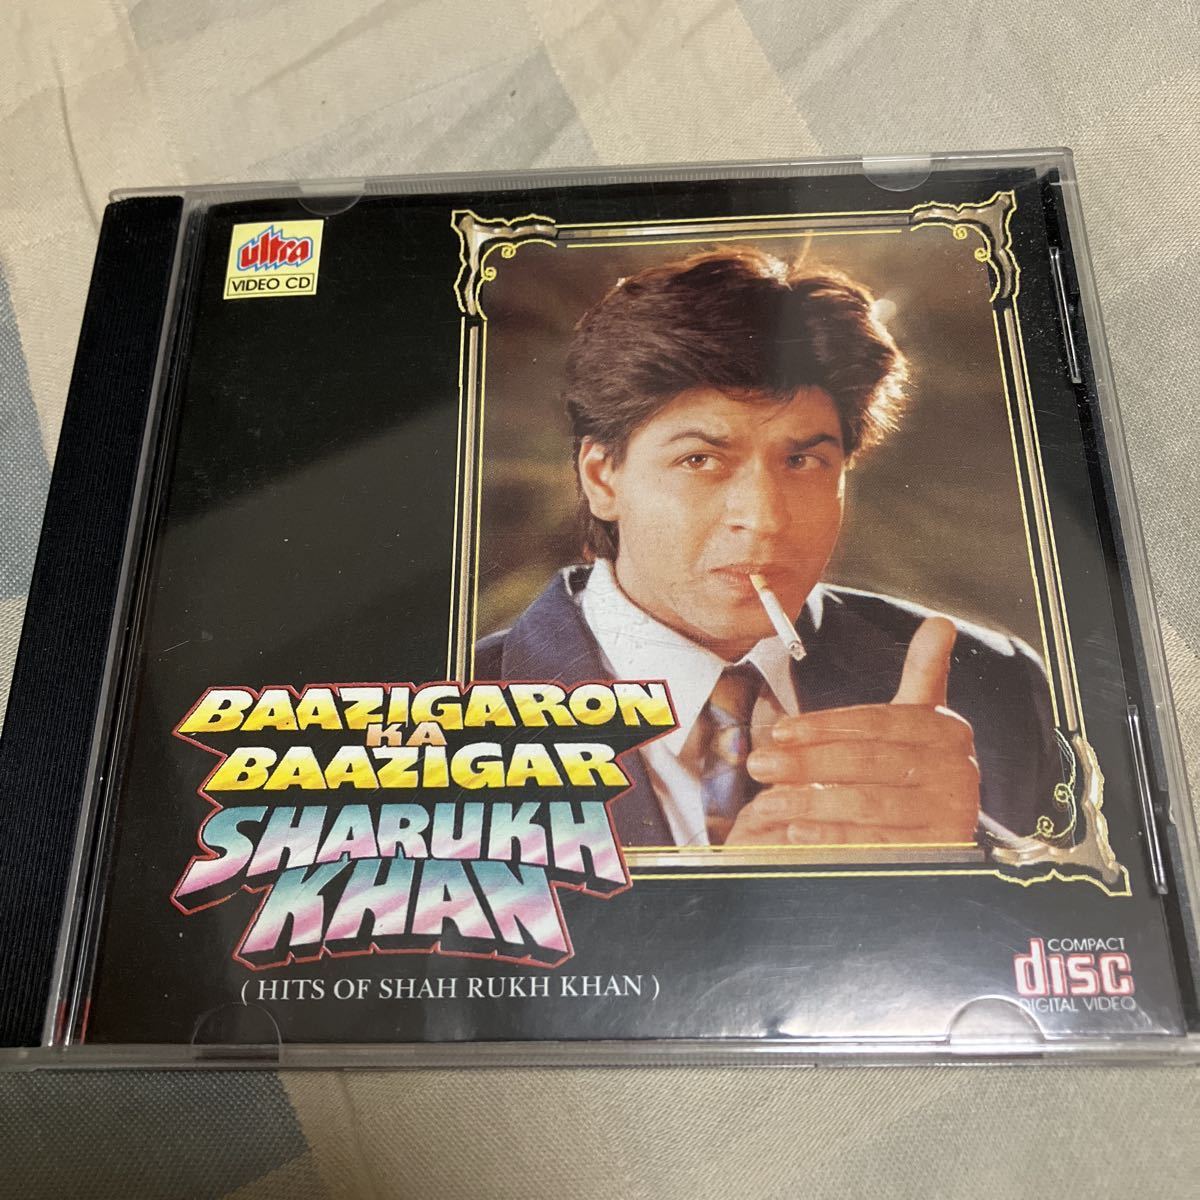 ultra
VIDEO CD
BAAZIGARON
KA
BAAZIGAR
SHARUKH
KHAN
( HITS OF SHAH RUKH KHAN )
COMPACT
disc
DIGITAL VIDEO